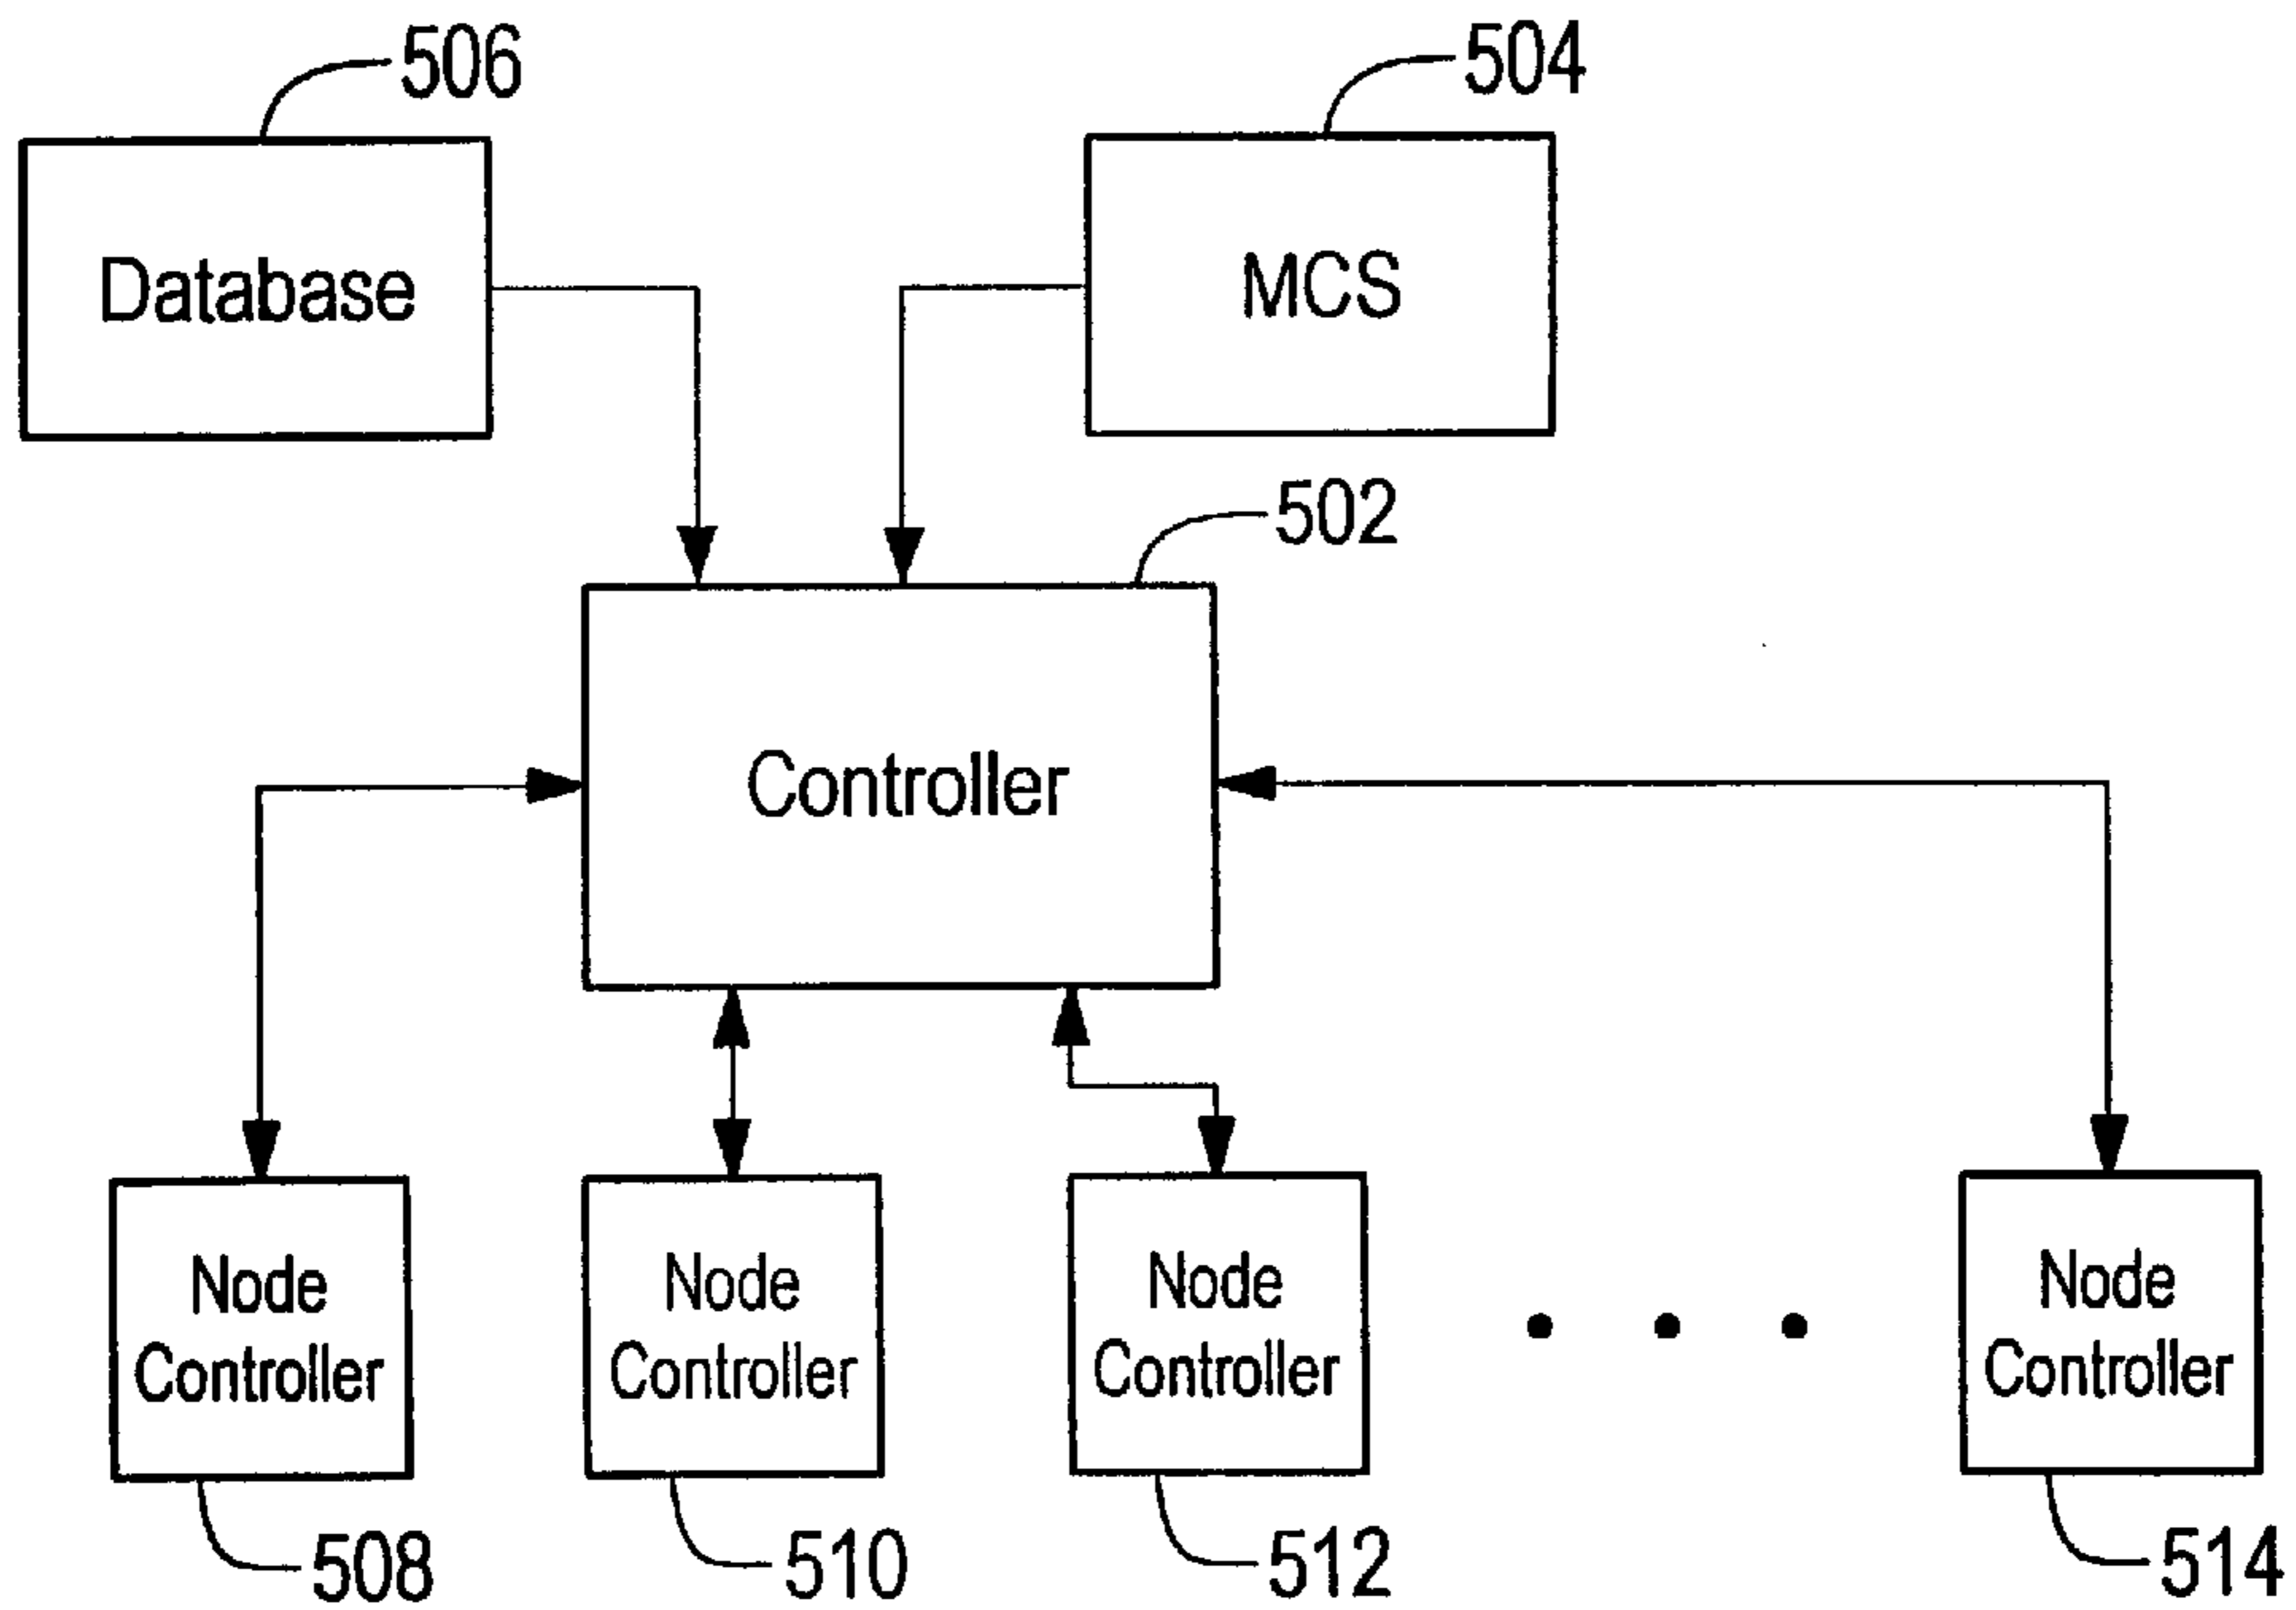 506
504
Database
MCS
502
Controller
Node
Controller
Node
Controller
Node
Controller
Node
Controller
508
510
512
514